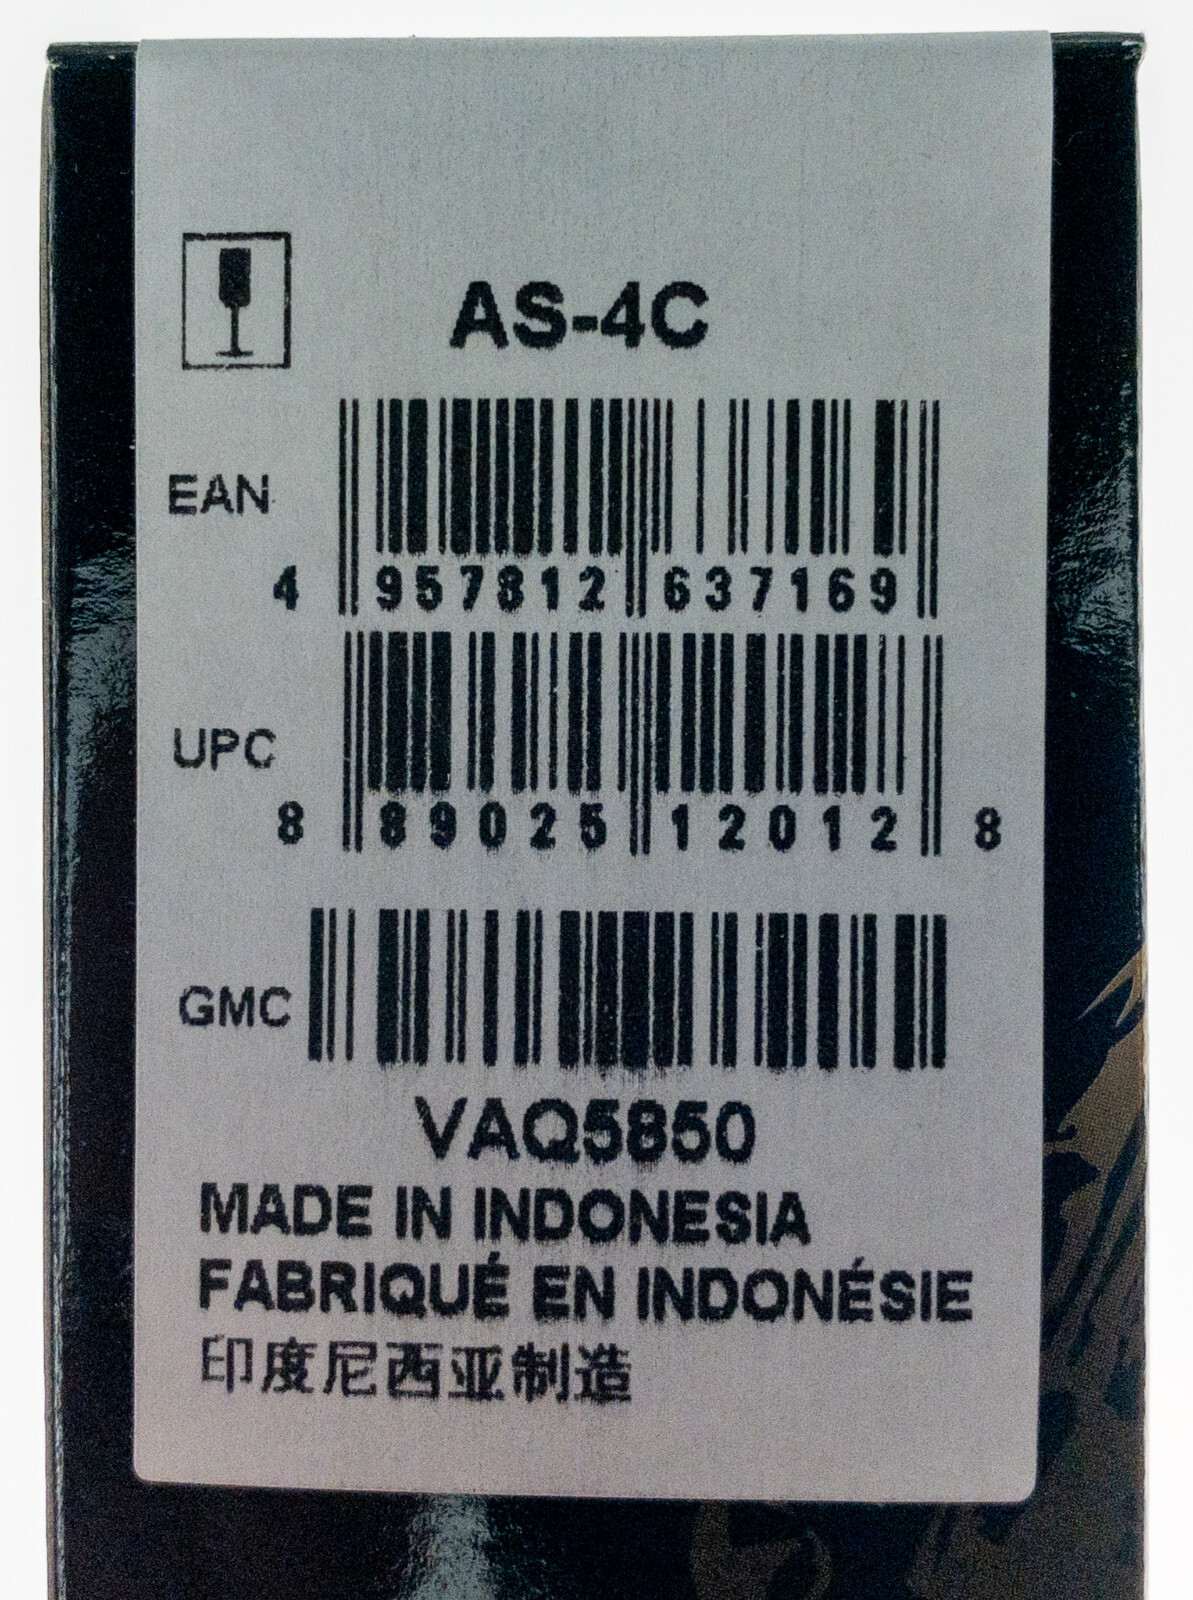 AS-4C
EAN
4 957812 637169
UPC
8 89025 12012 8
GMC
VAQ5850
MADE IN INDONESIA
FABRIQUÉ EN INDONÉSIE
印度尼西亚制造